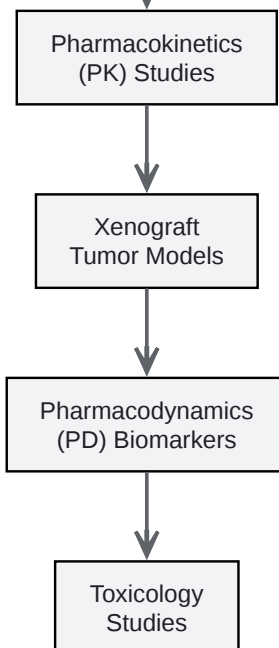 Pharmacokinetics
(PK) Studies
Xenograft
Tumor Models
Pharmacodynamics
(PD) Biomarkers
Toxicology
Studies